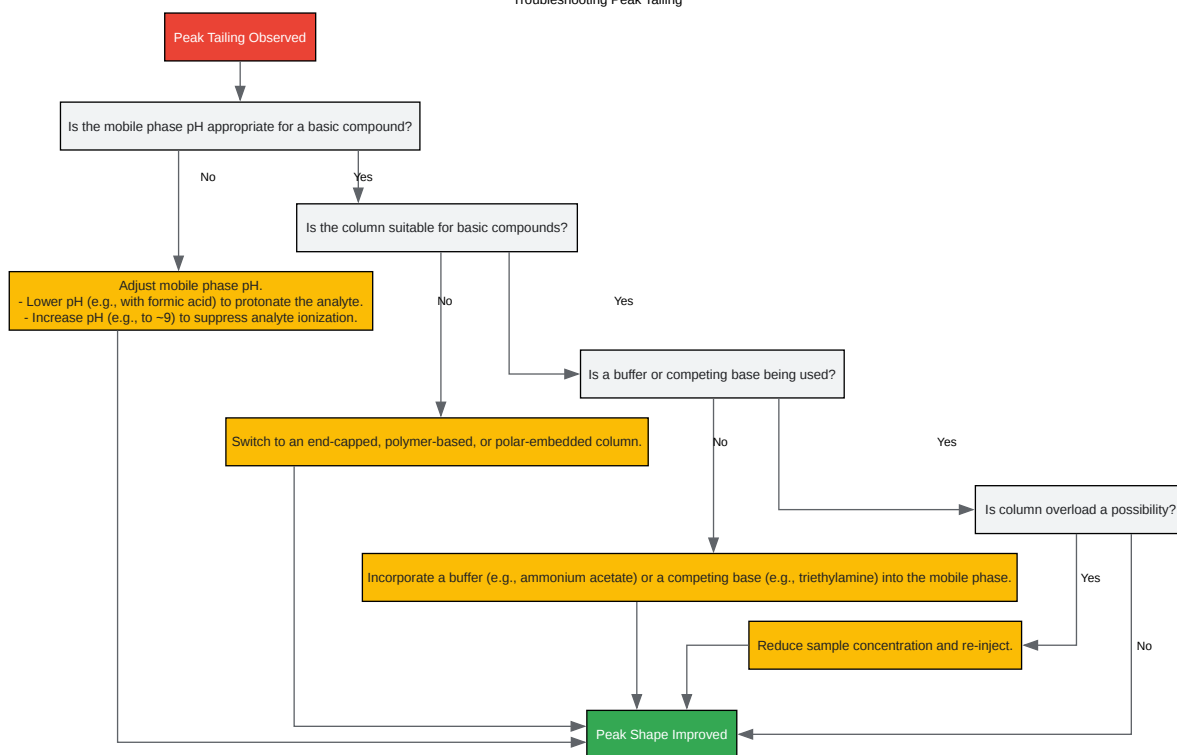 Troubleshooting Peak Tailing
Peak Tailing Observed
Is the mobile phase pH appropriate for a basic compound?
No
Yes
Is the column suitable for basic compounds?
Adjust mobile phase pH.
- Lower pH (e.g., with formic acid) to protonate the analyte.
- Increase pH (e.g., to ~9) to suppress analyte ionization.
No
Yes
Is a buffer or competing base being used?
Switch to an end-capped, polymer-based, or polar-embedded column.
No
Yes
Is column overload a possibility?
Incorporate a buffer (e.g., ammonium acetate) or a competing base (e.g., triethylamine) into the mobile phase.
Yes
Reduce sample concentration and re-inject.
No
Peak Shape Improved